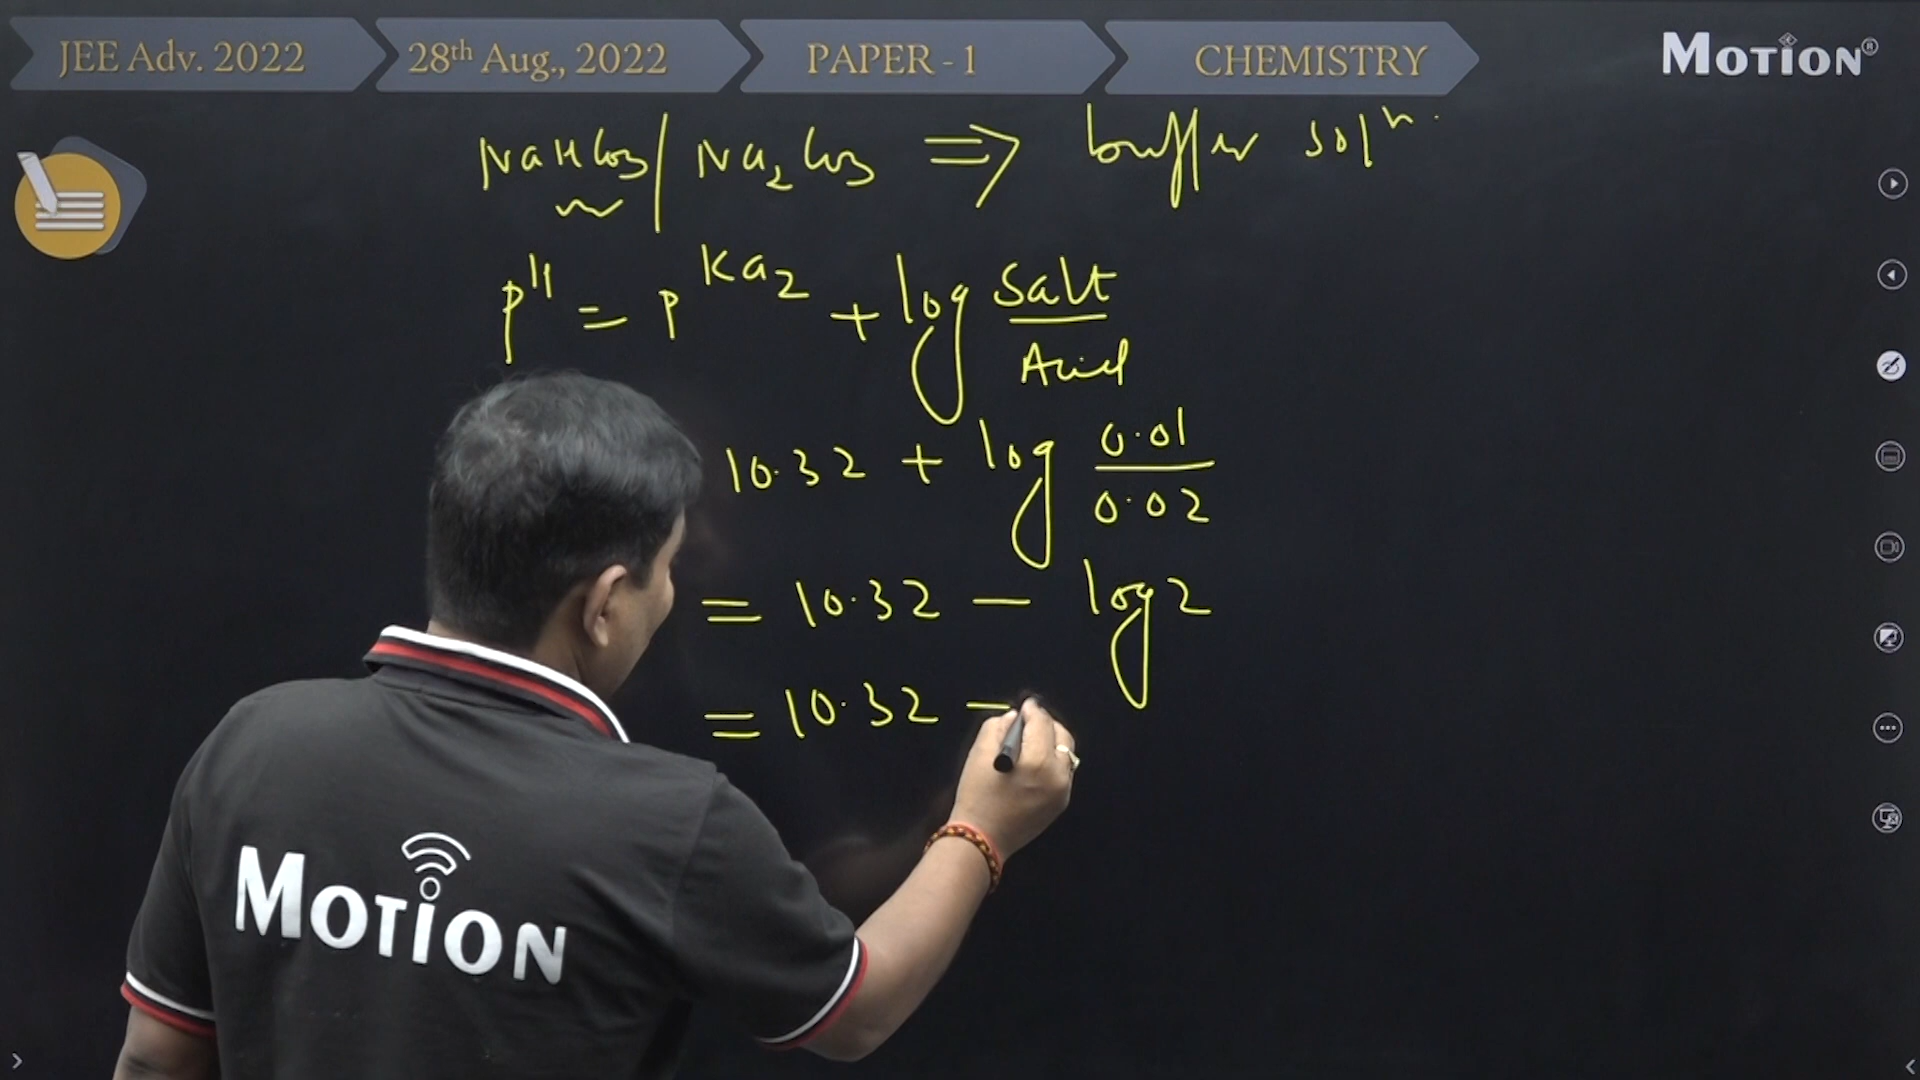 JEE Adv. 2022 28th Aug., 2022 PAPER - 1 CHEMISTRY MOTION®
NaHCO3 / Na2CO3 ⇒ buffer solⁿ.
pH = pKa2 + log Salt / Acid
10.32 + log 0.01 / 0.02
= 10.32 − log 2
= 10.32 −
MOTION